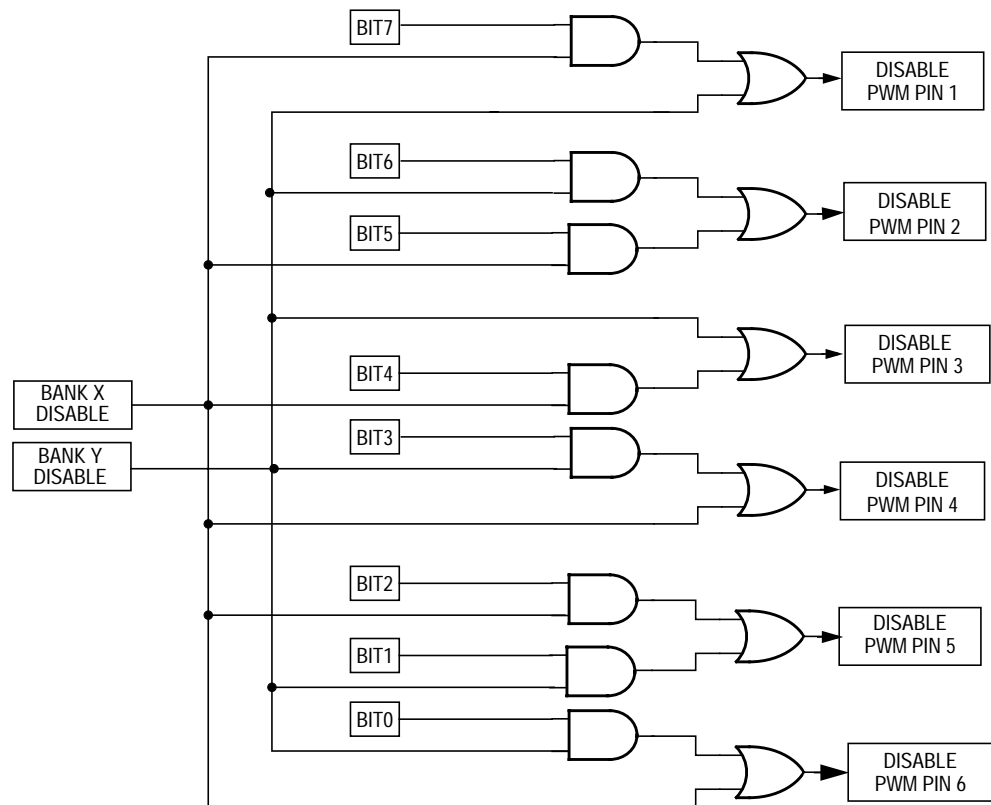 BIT7
DISABLE
PWM PIN 1
BIT6
DISABLE
PWM PIN 2
BIT5
DISABLE
PWM PIN 3
BIT4
BANK X
DISABLE
BIT3
BANK Y
DISABLE
DISABLE
PWM PIN 4
BIT2
DISABLE
PWM PIN 5
BIT1
BIT0
DISABLE
PWM PIN 6